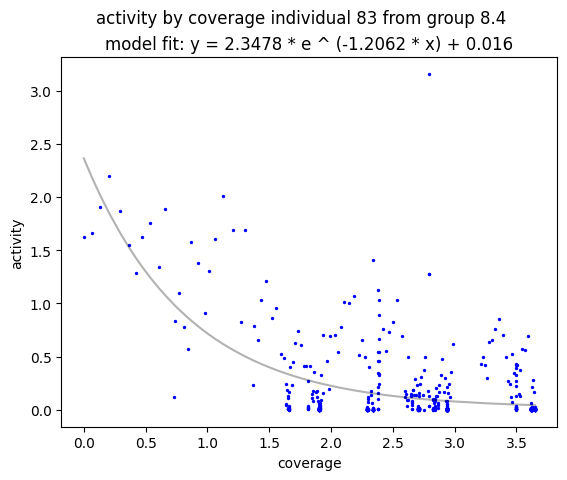 activity by coverage individual 83 from group 8.4
model fit: y = 2.3478 * e ^ (-1.2062 * x) + 0.016
3.0
2.5
2.0
1.5
1.0
0.5
0.0
activity
0.0 0.5 1.0 1.5 2.0 2.5 3.0 3.5
coverage